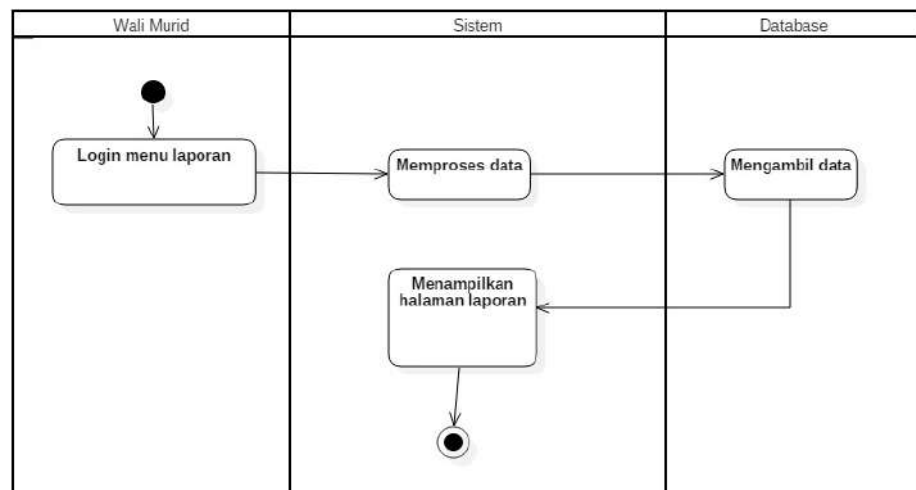 Wali Murid
Sistem
Database
Login menu laporan
Memproses data
Mengambil data
Menampilkan
halaman laporan